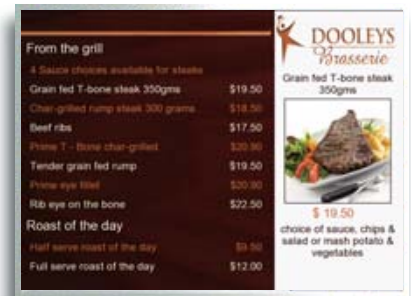 From the grill
4 Sauce choices available for steaks
Grain fed T-bone steak 350gms $19.50
Char-grilled rump steak 300 grams $18.50
Beef ribs $17.50
Prime T - Bone char-grilled $20.90
Tender grain fed rump $19.50
Prime eye fillet $20.90
Rib eye on the bone $22.50
Roast of the day
Half serve roast of the day $9.50
Full serve roast of the day $12.00
DOOLEYS
Brasserie
Grain fed T-bone steak
350gms
$ 19.50
choice of sauce, chips &
salad or mash potato &
vegetables